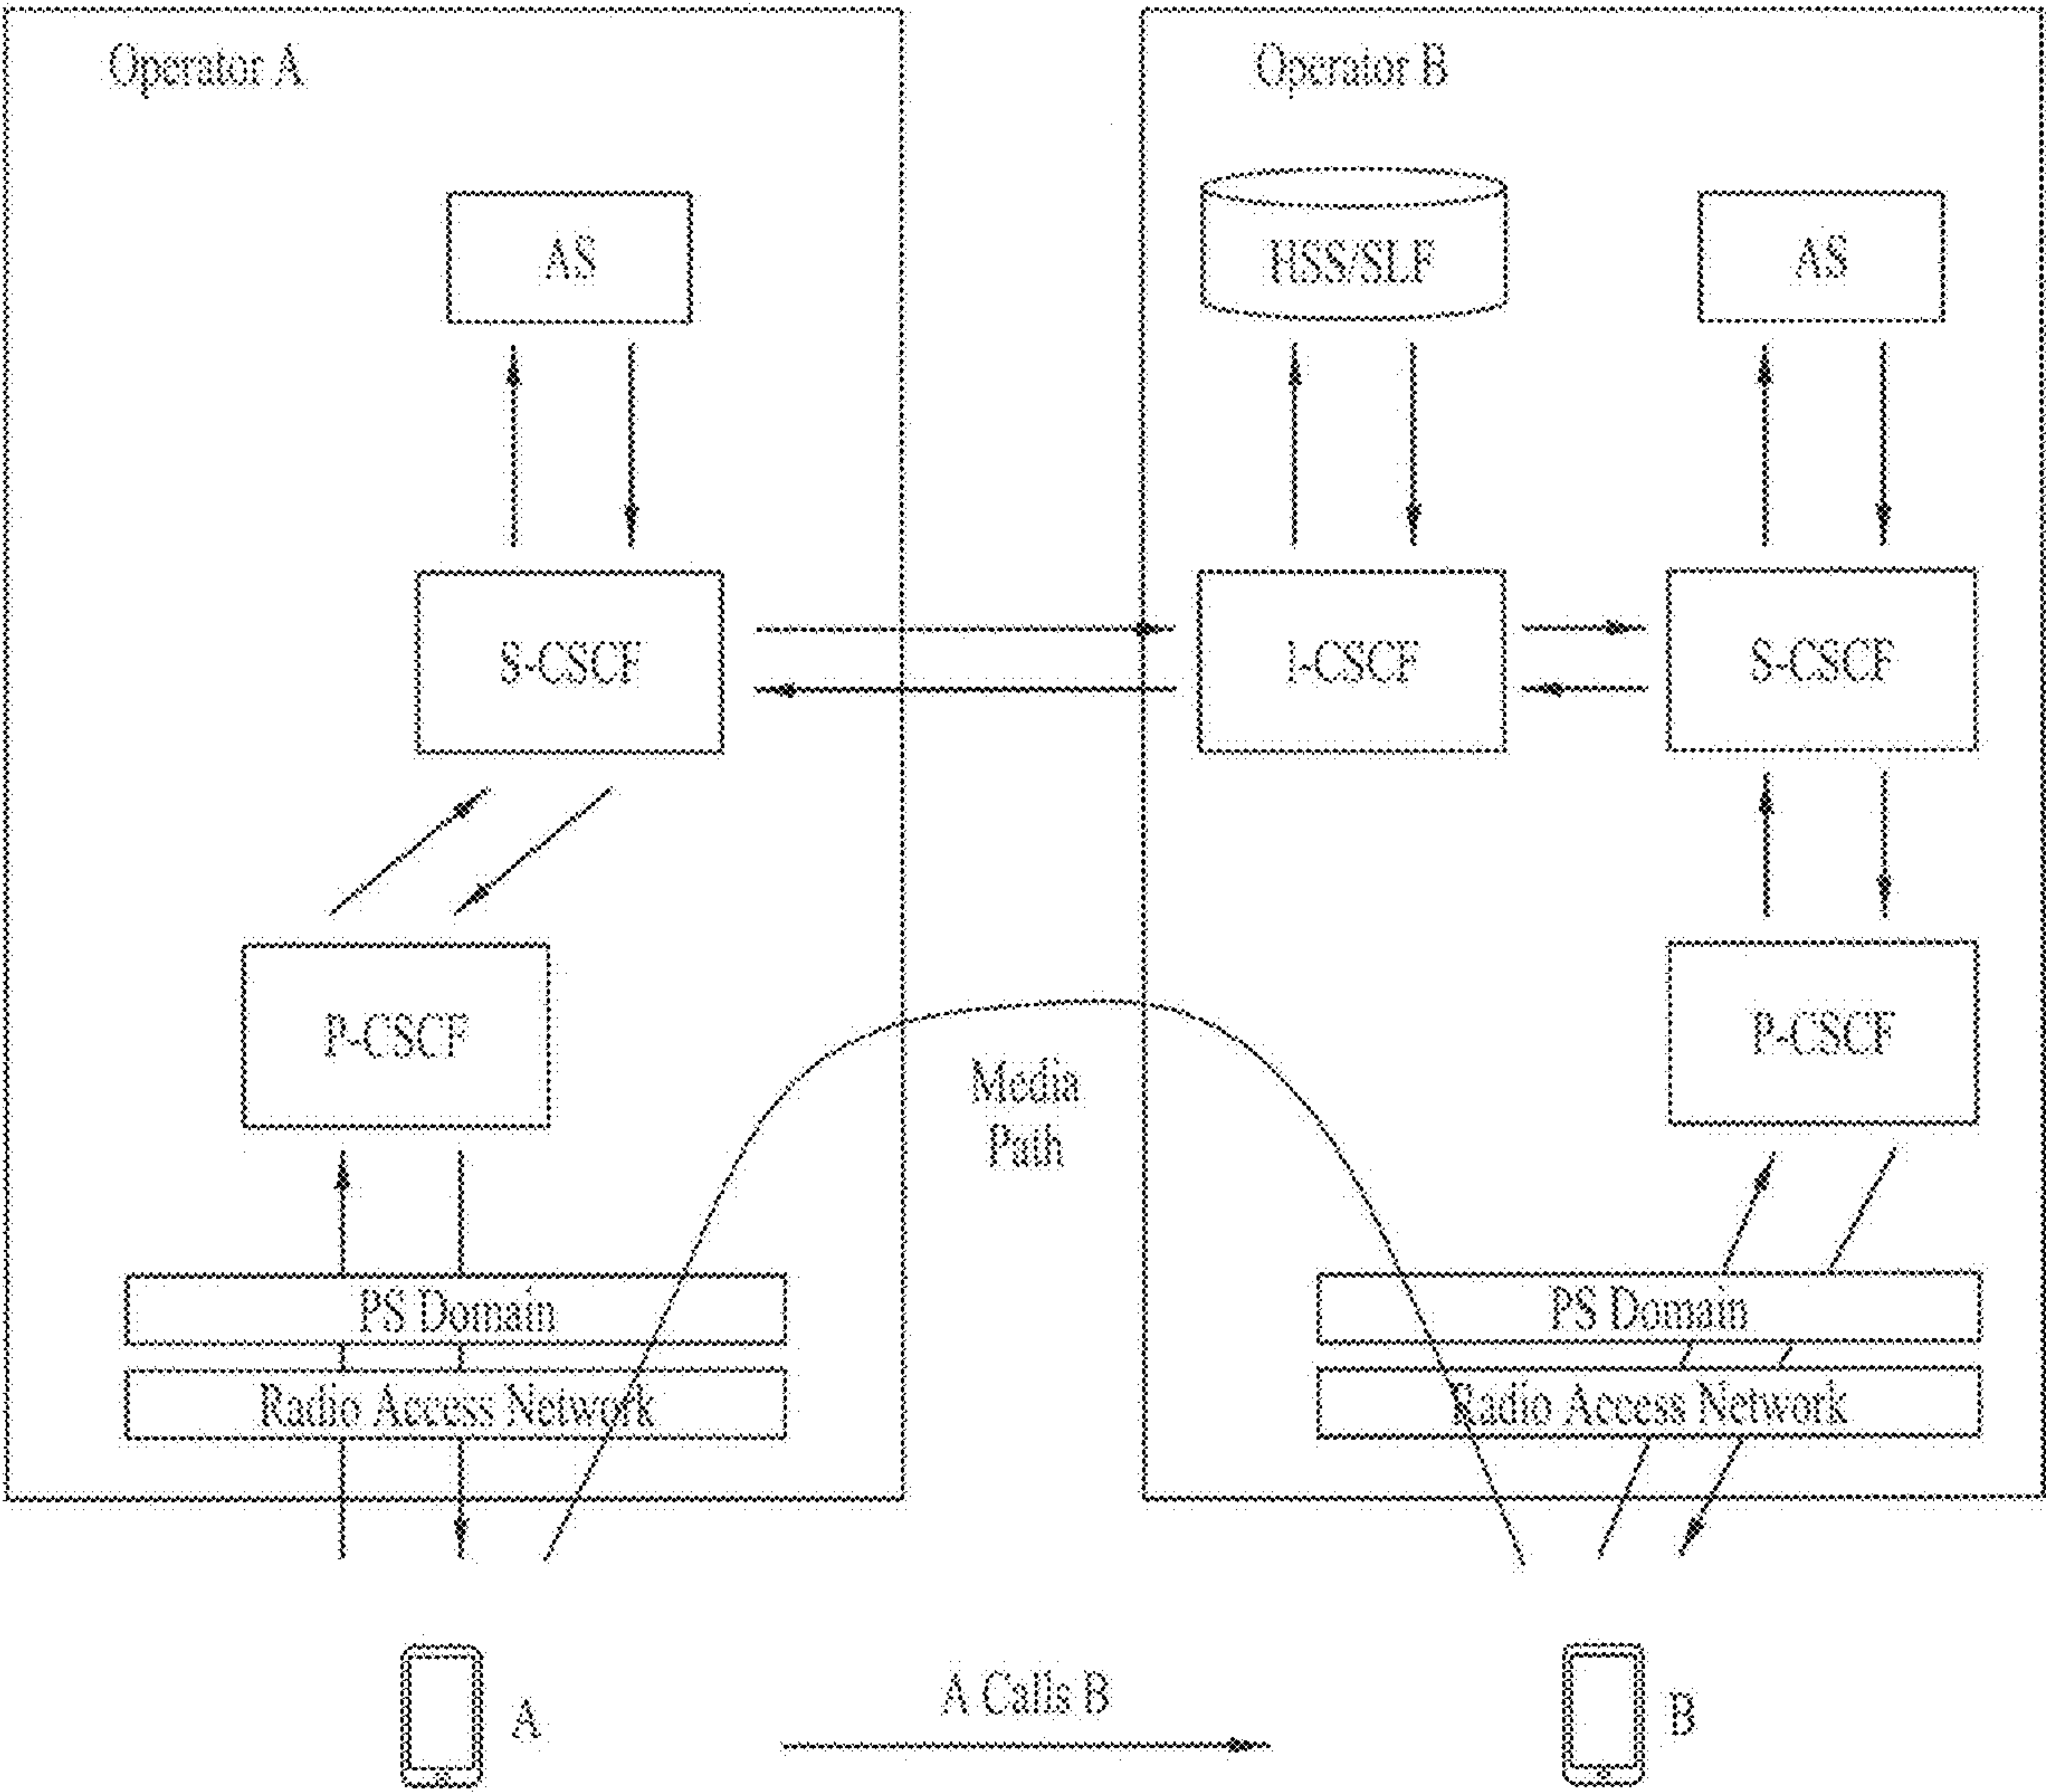 Operator A
Operator B
AS
HSS/SLF
AS
S-CSCF
I-CSCF
S-CSCF
P-CSCF
P-CSCF
Media
Path
PS Domain
PS Domain
Radio Access Network
Radio Access Network
A Calls B
A
B